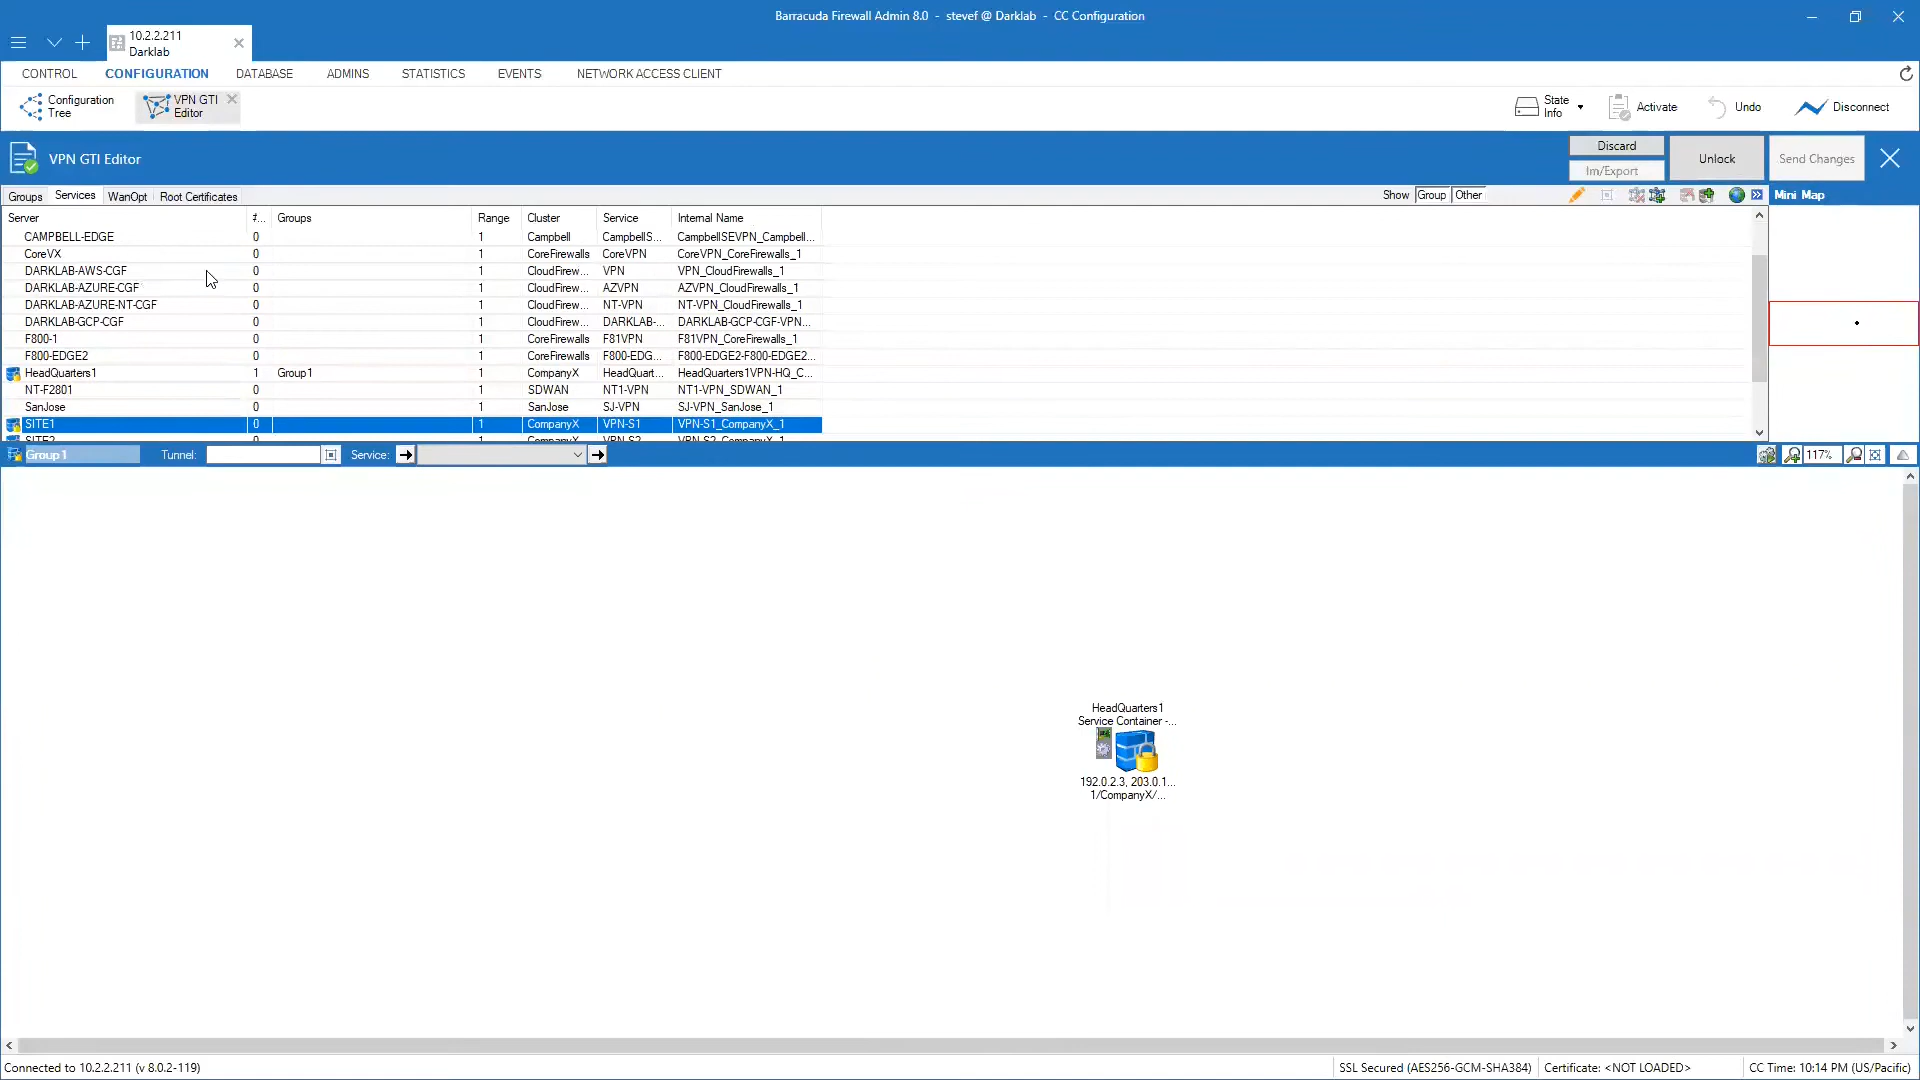 Barracuda Firewall Admin 8.0 - stevef @ Darklab - CC Configuration
10.2.2.211
Darklab
CONTROL CONFIGURATION DATABASE ADMINS STATISTICS EVENTS NETWORK ACCESS CLIENT
Configuration
Tree
VPN GTI
Editor
State
Info
Activate Undo Disconnect
VPN GTI Editor
Discard
Im/Export
Unlock
Send Changes
Groups Services WanOpt Root Certificates
Show Group Other
Mini Map
Server #... Groups Range Cluster Service Internal Name
CAMPBELL-EDGE 0 1 Campbell CampbellS... CampbellSEVPN_Campbell...
CoreVX 0 1 CoreFirewalls CoreVPN CoreVPN_CoreFirewalls_1
DARKLAB-AWS-CGF 0 1 CloudFirew... VPN VPN_CloudFirewalls_1
DARKLAB-AZURE-CGF 0 1 CloudFirew... AZVPN AZVPN_CloudFirewalls_1
DARKLAB-AZURE-NT-CGF 0 1 CloudFirew... NT-VPN NT-VPN_CloudFirewalls_1
DARKLAB-GCP-CGF 0 1 CloudFirew... DARKLAB-... DARKLAB-GCP-CGF-VPN...
F800-1 0 1 CoreFirewalls F81VPN F81VPN_CoreFirewalls_1
F800-EDGE2 0 1 CoreFirewalls F800-EDG... F800-EDGE2-F800-EDGE2...
HeadQuarters1 1 Group1 1 CompanyX HeadQuart... HeadQuarters1VPN-HQ_C...
NT-F2801 0 1 SDWAN NT1-VPN NT1-VPN_SDWAN_1
SanJose 0 1 SanJose SJ-VPN SJ-VPN_SanJose_1
SITE1 0 1 CompanyX VPN-S1 VPN-S1_CompanyX_1
SITE2 0 1 CompanyX VPN-S2 VPN-S2_CompanyX_1
Group1 Tunnel: Service: 117%
HeadQuarters1
Service Container -...
192.0.2.3, 203.0.1...
1/CompanyX/...
Connected to 10.2.2.211 (v 8.0.2-119)
SSL Secured (AES256-GCM-SHA384) Certificate: <NOT LOADED> CC Time: 10:14 PM (US/Pacific)